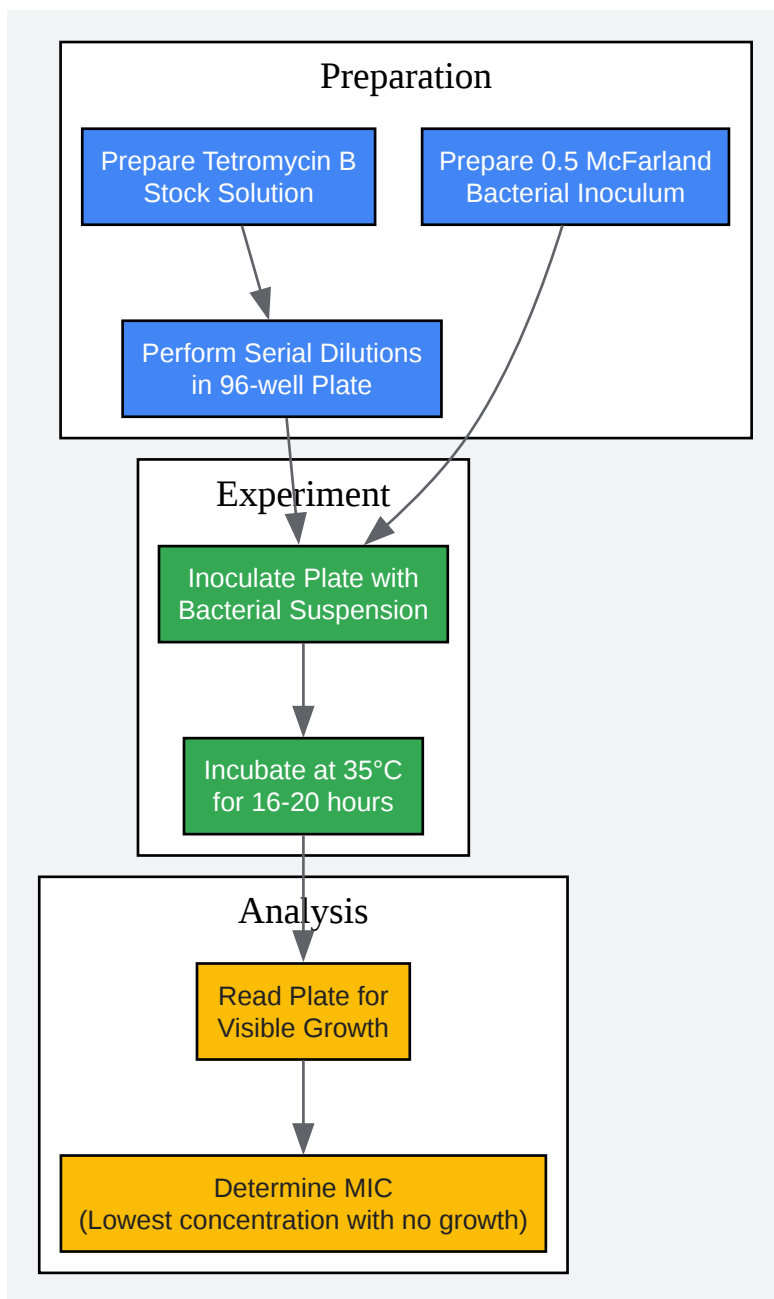 Preparation
Prepare Tetromycin B
Stock Solution
Prepare 0.5 McFarland
Bacterial Inoculum
Perform Serial Dilutions
in 96-well Plate
Experiment
Inoculate Plate with
Bacterial Suspension
Incubate at 35°C
for 16-20 hours
Analysis
Read Plate for
Visible Growth
Determine MIC
(Lowest concentration with no growth)